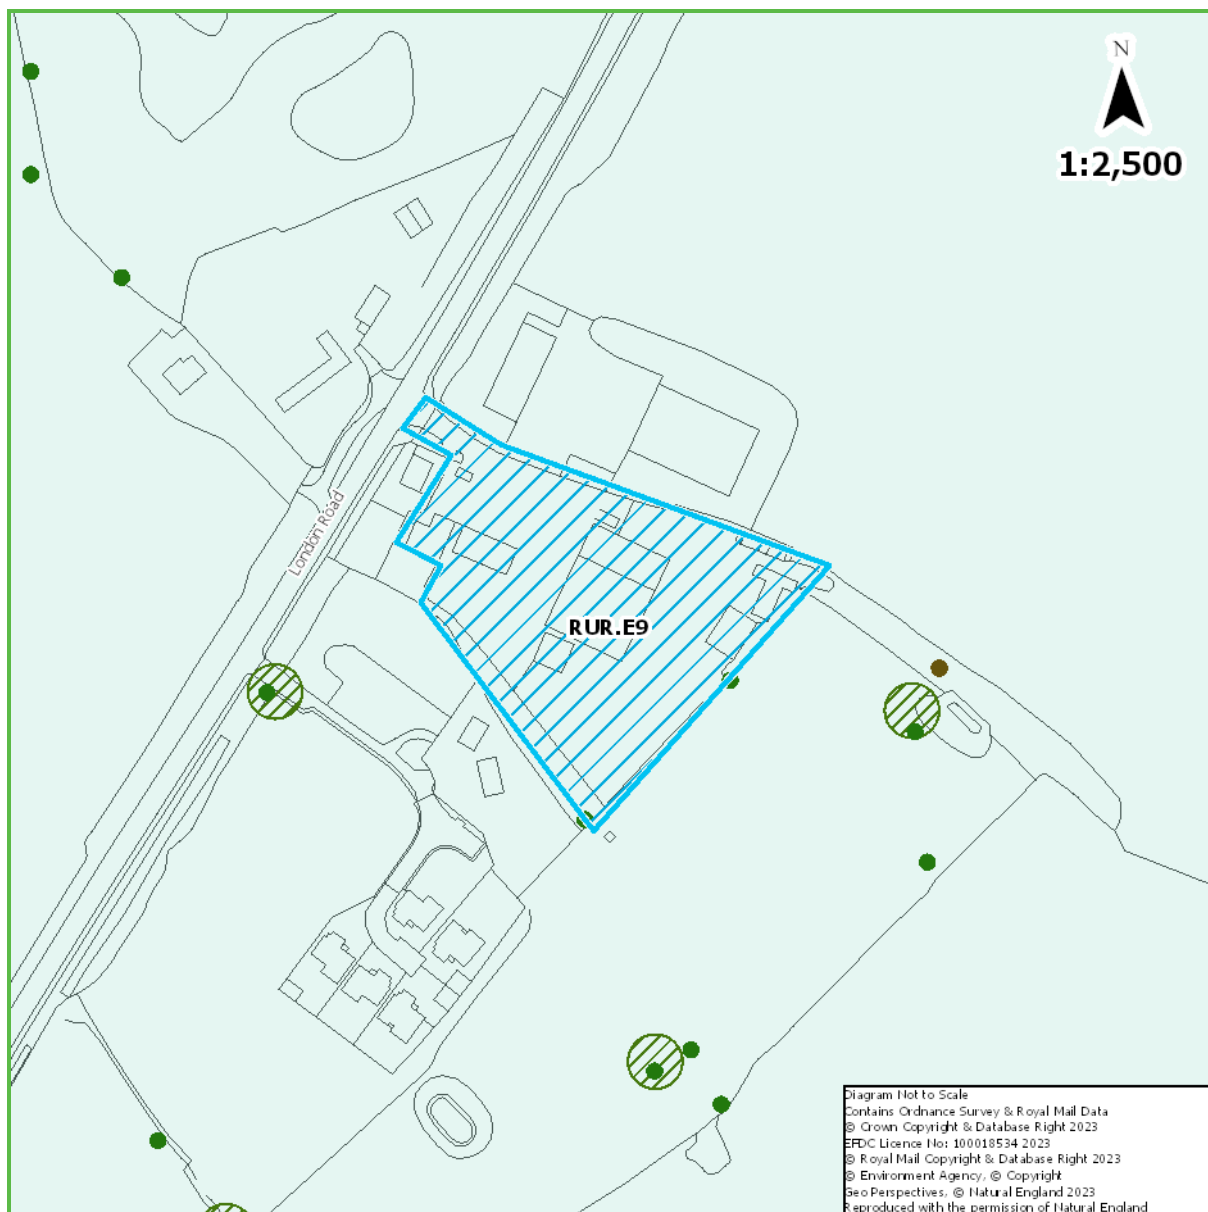 N
1:2,500
London Road
RUR.E9
Diagram Not to Scale
Contains Ordnance Survey & Royal Mail Data
© Crown Copyright & Database Right 2023
EFDC Licence No: 100018534 2023
© Royal Mail Copyright & Database Right 2023
© Environment Agency, © Copyright
Geo Perspectives, © Natural England 2023
Reproduced with the permission of Natural England